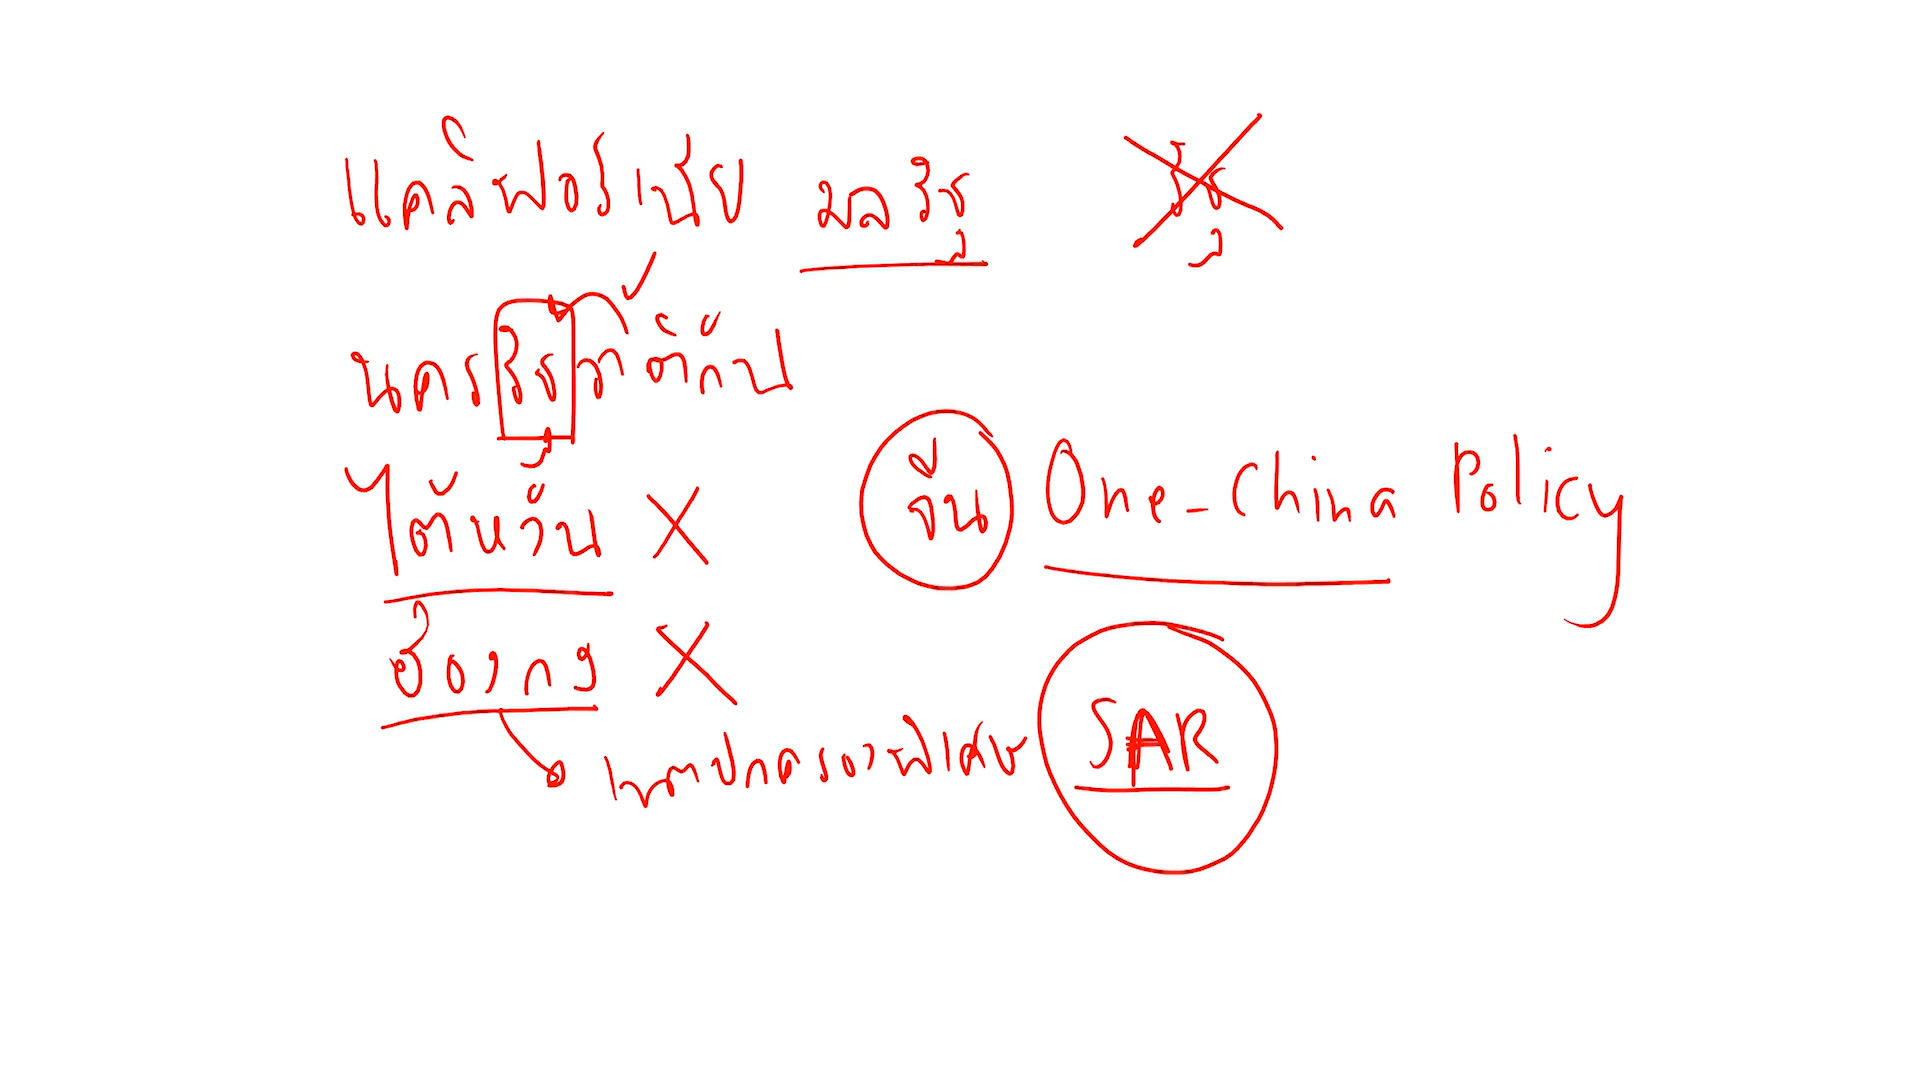 แคลิฟอร์เนีย มลรัฐ รัฐ
นครรัฐวาติกัน
ไต้หวัน X จีน One-China Policy
ฮ่องกง X
เขตปกครองพิเศษ SAR